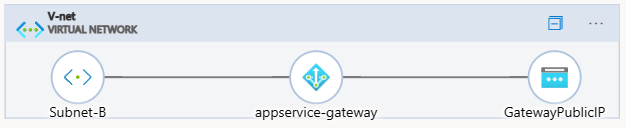 V-net
VIRTUAL NETWORK
Subnet-B
appservice-gateway
GatewayPublicIP